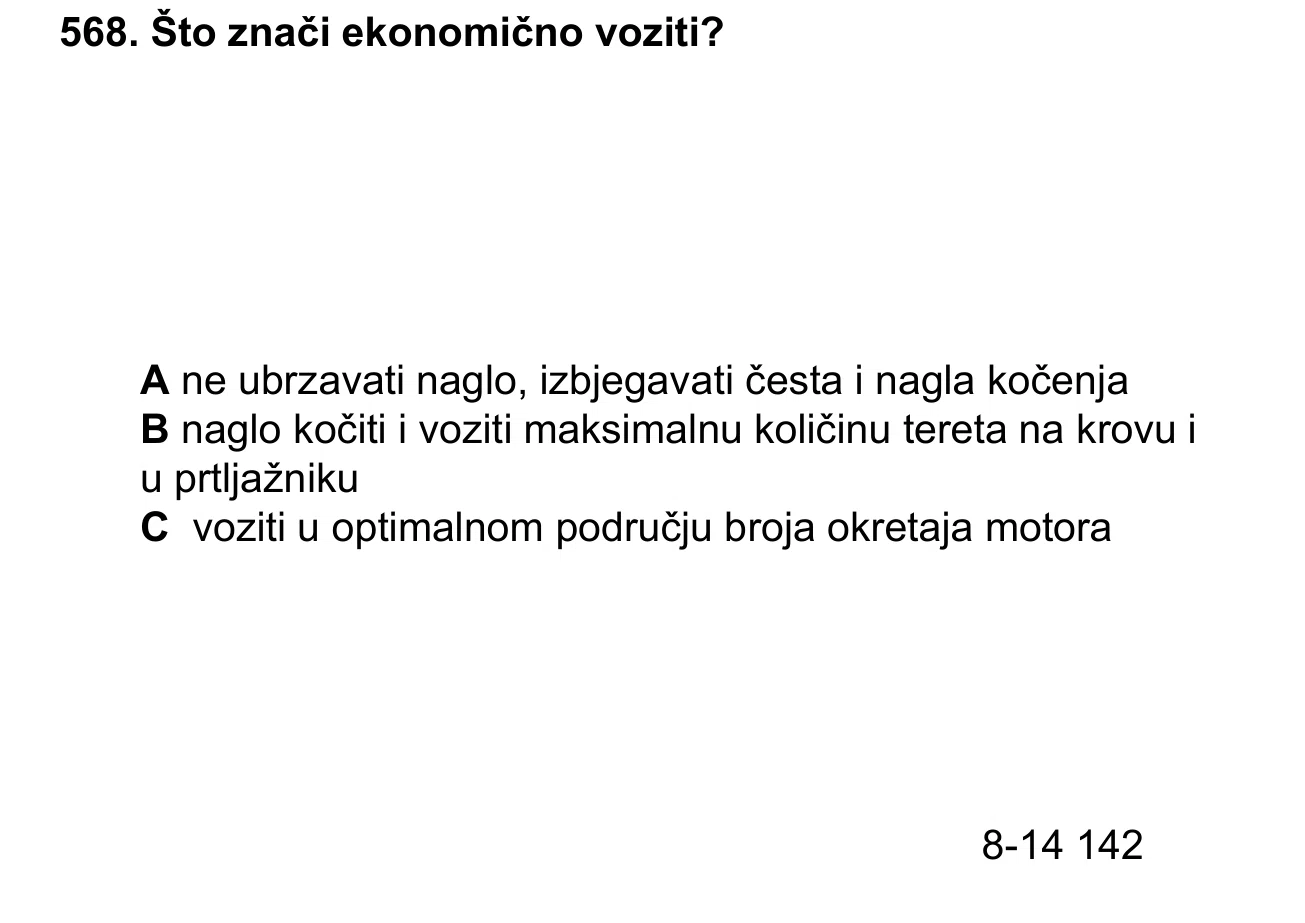 568. Što znači ekonomično voziti?
A ne ubrzavati naglo, izbjegavati česta i nagla kočenja
B naglo kočiti i voziti maksimalnu količinu tereta na krovu i
u prtljažniku
C voziti u optimalnom području broja okretaja motora
8-14 142